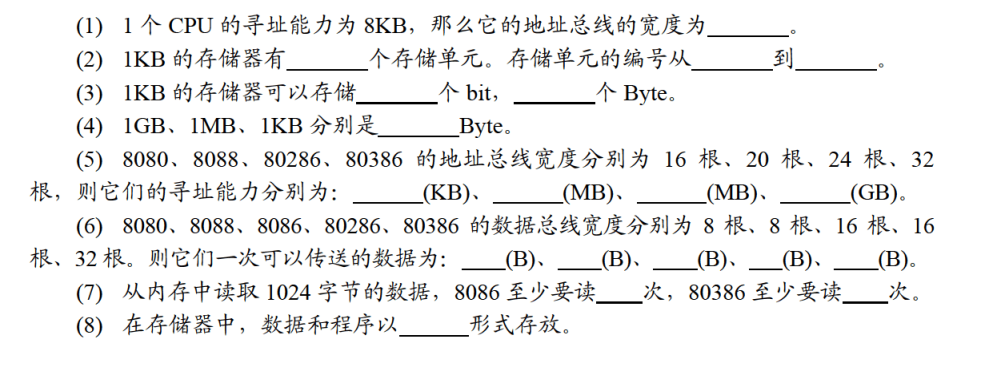 (1) 1 个 CPU 的寻址能力为 8KB，那么它的地址总线的宽度为________。
(2) 1KB 的存储器有________个存储单元。存储单元的编号从________到________。
(3) 1KB 的存储器可以存储________个 bit，________个 Byte。
(4) 1GB、1MB、1KB 分别是________Byte。
(5) 8080、8088、80286、80386 的地址总线宽度分别为 16 根、20 根、24 根、32
根，则它们的寻址能力分别为：_______(KB)、_______(MB)、_______(MB)、_______(GB)。
(6) 8080、8088、8086、80286、80386 的数据总线宽度分别为 8 根、8 根、16 根、16
根、32 根。则它们一次可以传送的数据为：____(B)、____(B)、____(B)、___(B)、____(B)。
(7) 从内存中读取 1024 字节的数据，8086 至少要读____次，80386 至少要读____次。
(8) 在存储器中，数据和程序以_______形式存放。